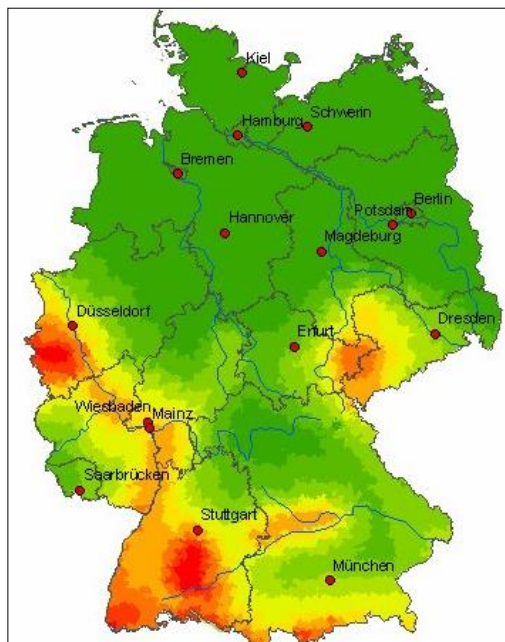 Kiel
Schwerin
Hamburg
Bremen
Berlin
Potsdam
Hannover
Magdeburg
Düsseldorf
Erfurt
Dresden
Wiesbaden
Mainz
Saarbrücken
Stuttgart
München